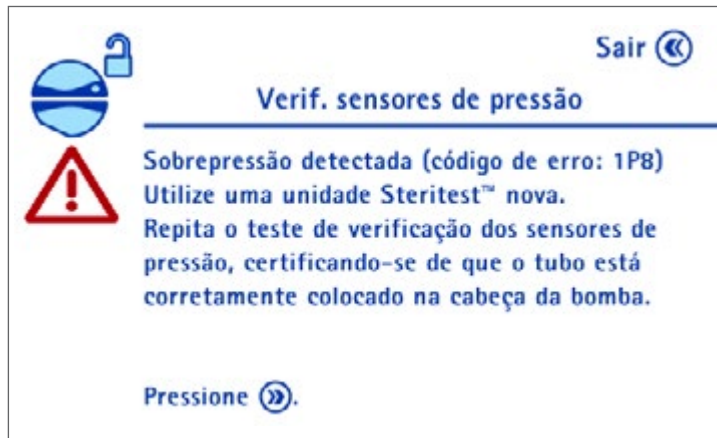 Sair
Verif. sensores de pressão
Sobrepressão detectada (código de erro: 1P8)
Utilize uma unidade Steritest™ nova.
Repita o teste de verificação dos sensores de
pressão, certificando-se de que o tubo está
corretamente colocado na cabeça da bomba.
Pressione .